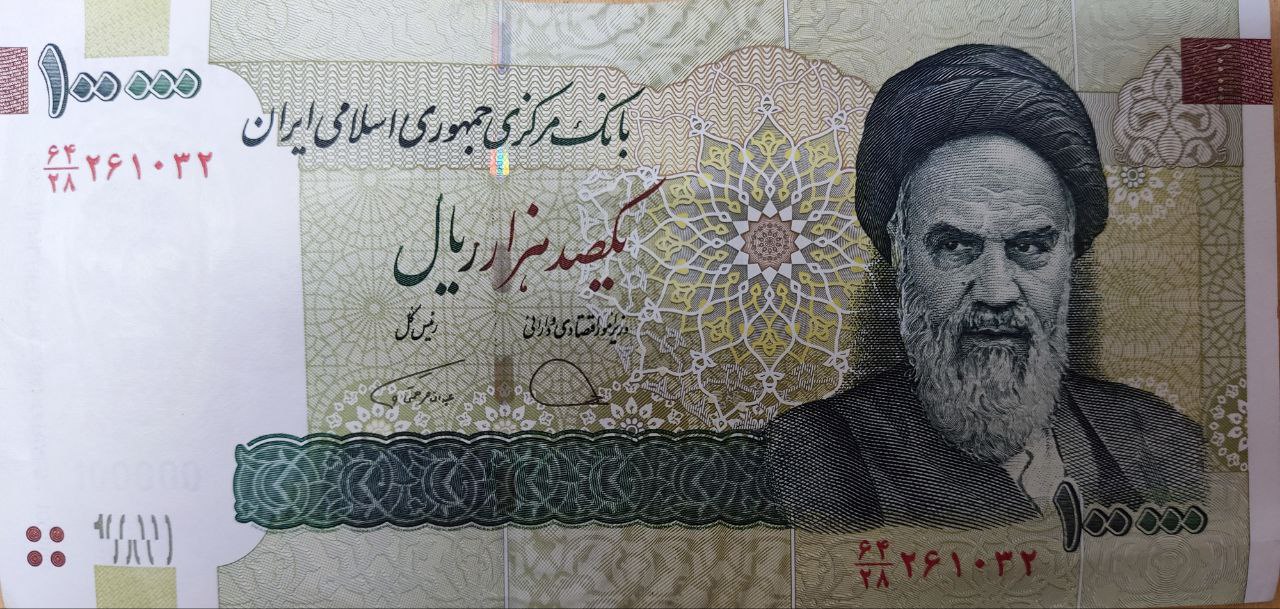 ۱۰۰۰۰۰
۶۴/۲۸ ۲۶۱۰۳۲
بانک مرکزی جمهوری اسلامی ایران
یکصد هزار ریال
وزیر امور اقتصادی و دارائی
رئیس کل
۱۰۰۰۰۰
۶۴/۲۸ ۲۶۱۰۳۲